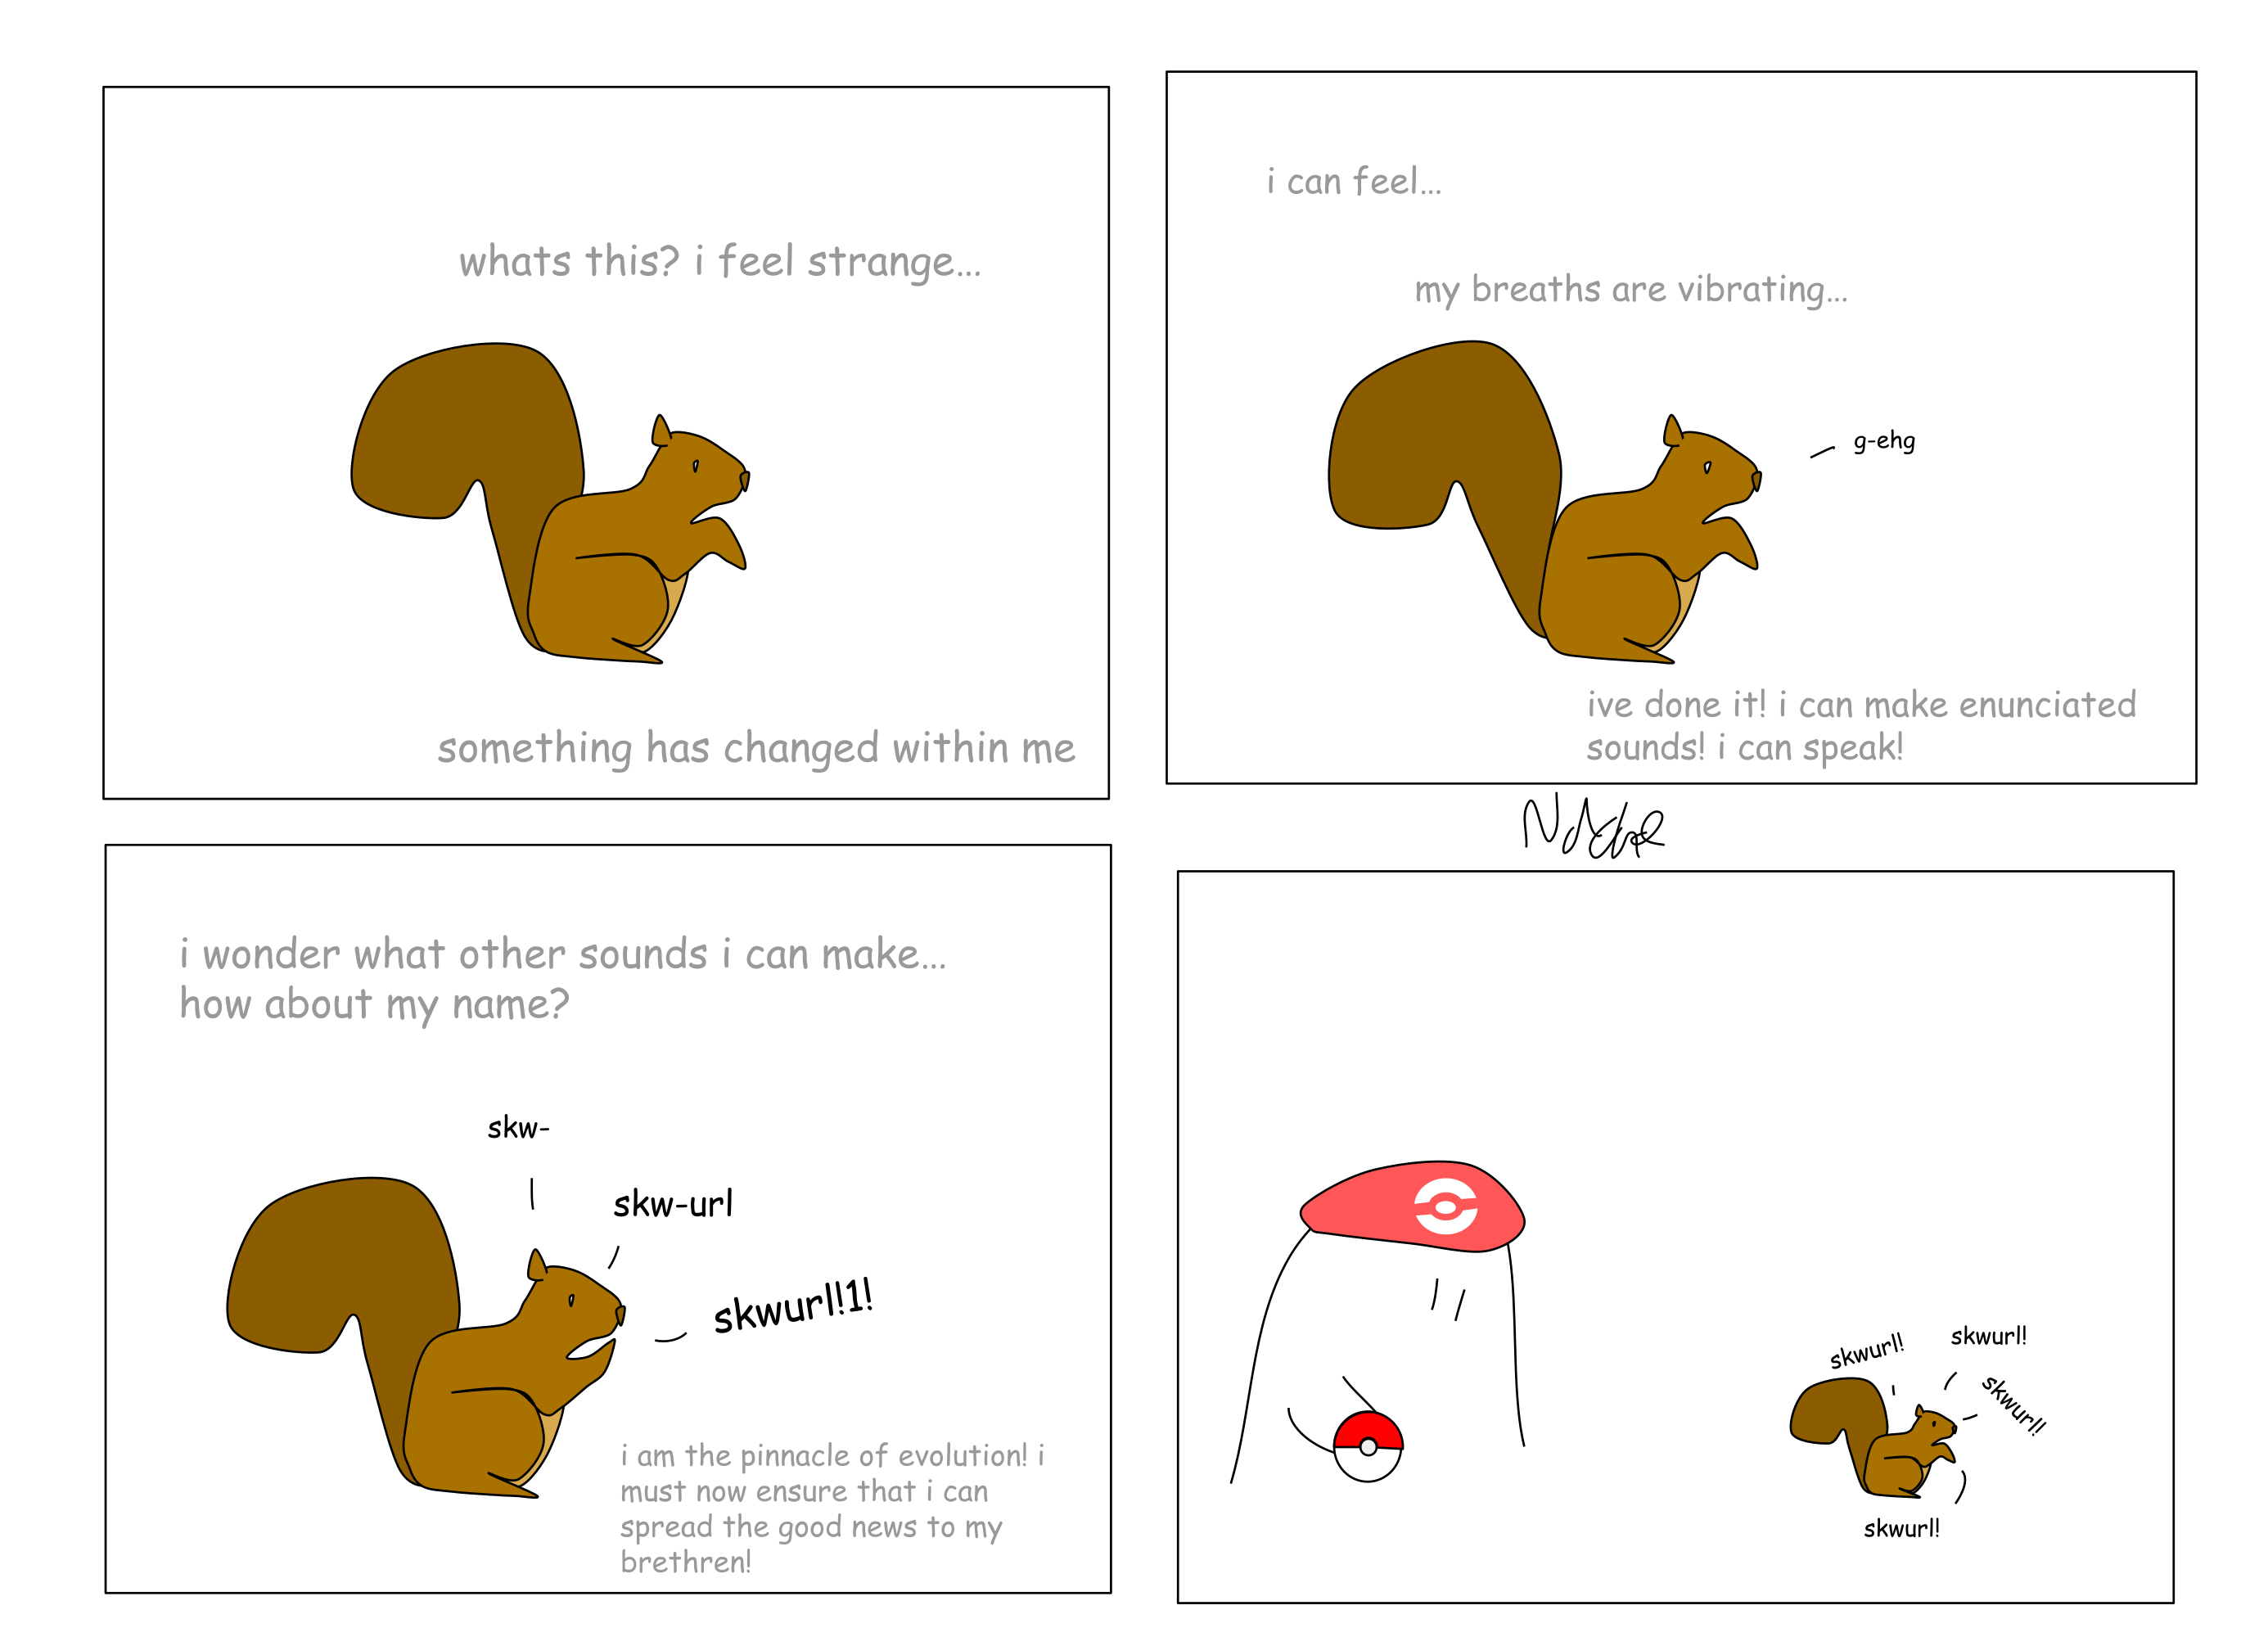 whats this? i feel strange...
something has changed within me
i can feel...
my breaths are vibrating...
g-ehg
ive done it! i can make enunciated
sounds! i can speak!
i wonder what other sounds i can make...
how about my name?
skw-
skw-url
skwurl!1!
i am the pinnacle of evolution! i
must now ensure that i can
spread the good news to my
brethren!
skwurl!
skwurl!!
skwurl!!
skwurl!!